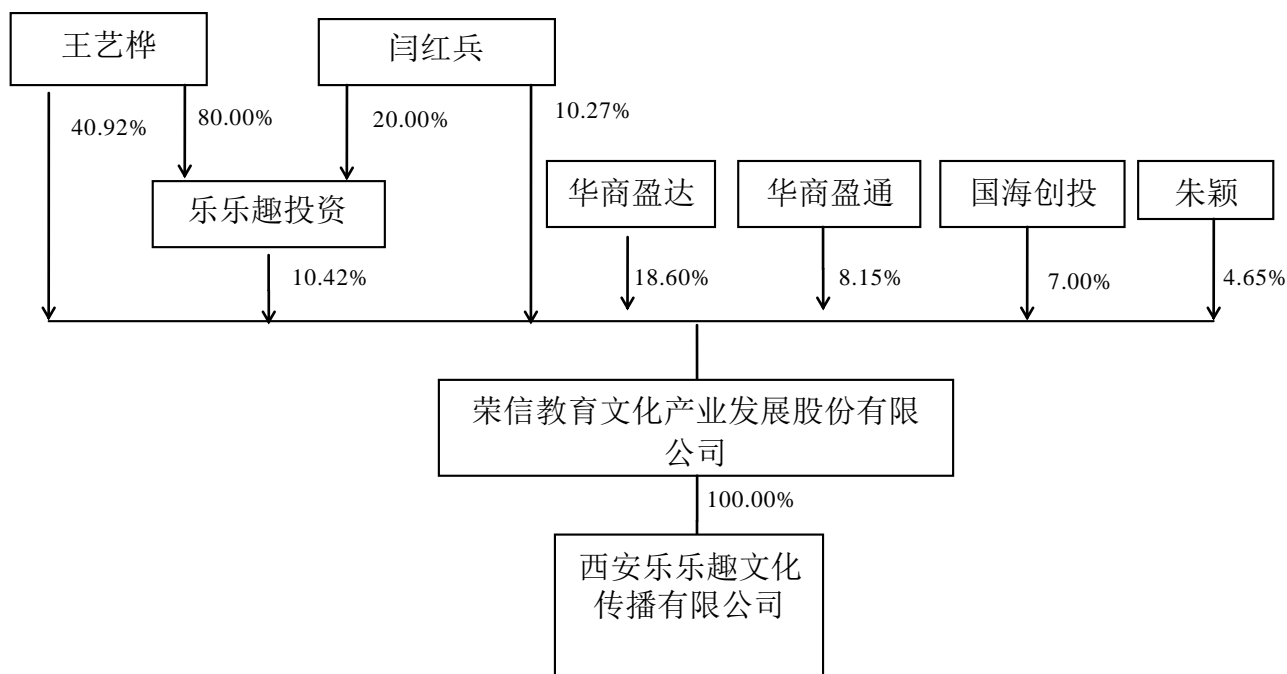 王艺桦
闫红兵
40.92%
80.00%
20.00%
10.27%
乐乐趣投资
华商盈达
华商盈通
国海创投
朱颖
10.42%
18.60%
8.15%
7.00%
4.65%
荣信教育文化产业发展股份有限
公司
100.00%
西安乐乐趣文化
传播有限公司